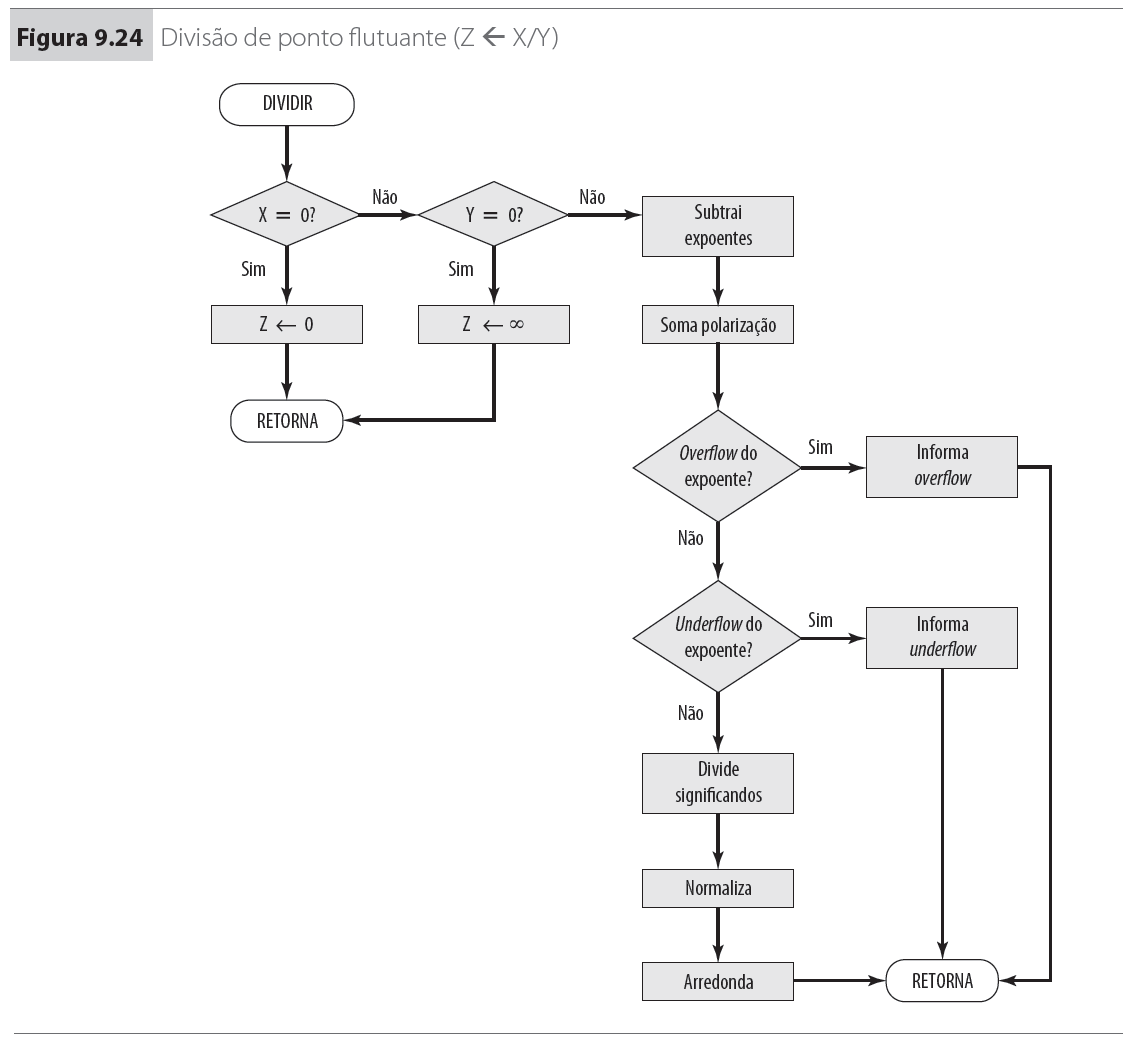 Figura 9.24 Divisão de ponto flutuante (Z ← X/Y)
DIVIDIR
X = 0?
Não
Y = 0?
Não
Subtrai
expoentes
Sim
Sim
Z ← 0
Z ← ∞
Soma polarização
RETORNA
Overflow do
expoente?
Sim
Informa
overflow
Não
Underflow do
expoente?
Sim
Informa
underflow
Não
Divide
significandos
Normaliza
Arredonda
RETORNA